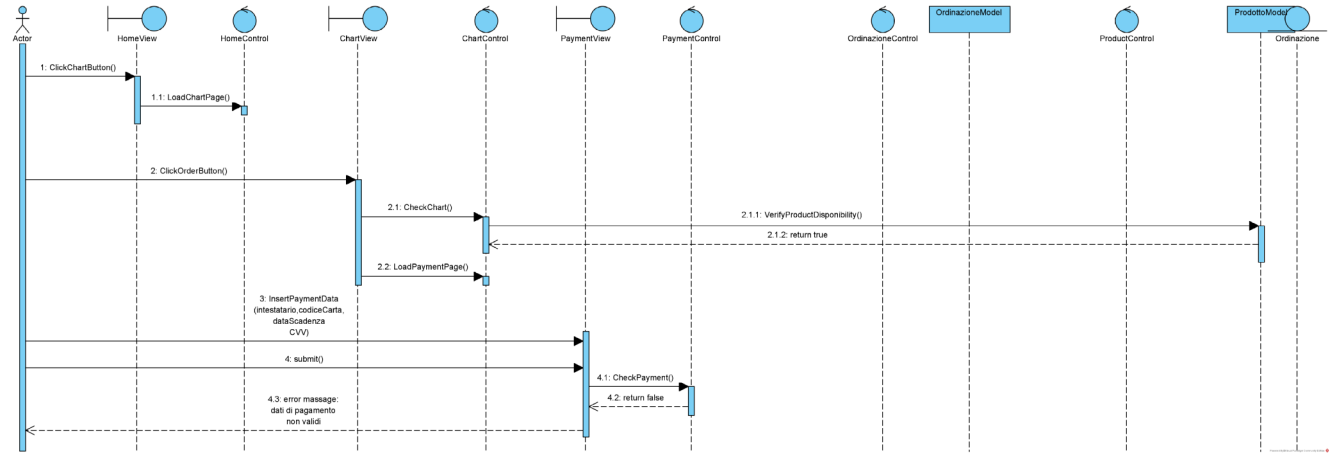 OrdinazioneModel
ProdottoModel
Actor
HomeView
HomeControl
ChartView
ChartControl
PaymentView
PaymentControl
OrdinazioneControl
ProductControl
Ordinazione
1: ClickChartButton()
1.1: LoadChartPage()
2: ClickOrderButton()
2.1: CheckChart()
2.1.1: VerifyProductDisponibility()
2.1.2: return true
2.2: LoadPaymentPage()
3: InsertPaymentData
(intestatario,codiceCarta,
dataScadenza
CVV)
4: submit()
4.1: CheckPayment()
4.2: return false
4.3: error massage:
dati di pagamento
non validi